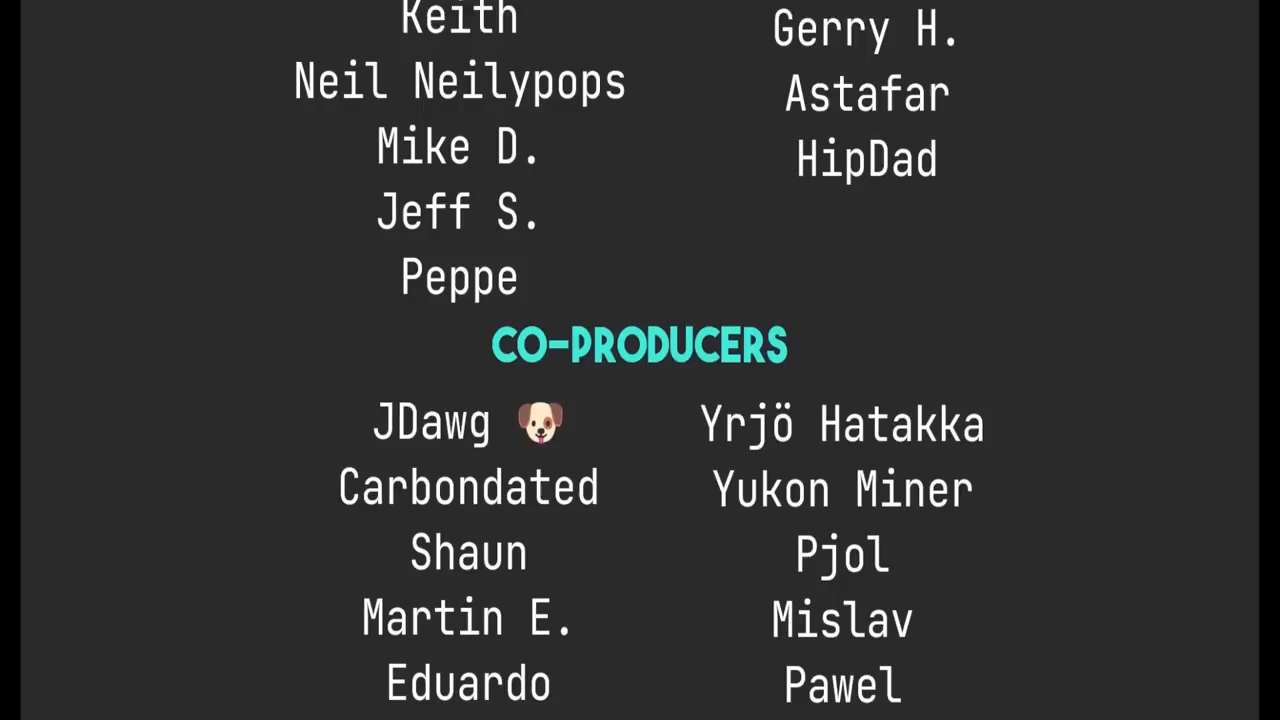 Keith
Neil Neilypops
Mike D.
Jeff S.
Peppe
Gerry H.
Astafar
HipDad
CO-PRODUCERS
JDawg 🐶
Carbondated
Shaun
Martin E.
Eduardo
Yrjö Hatakka
Yukon Miner
Pjol
Mislav
Pawel